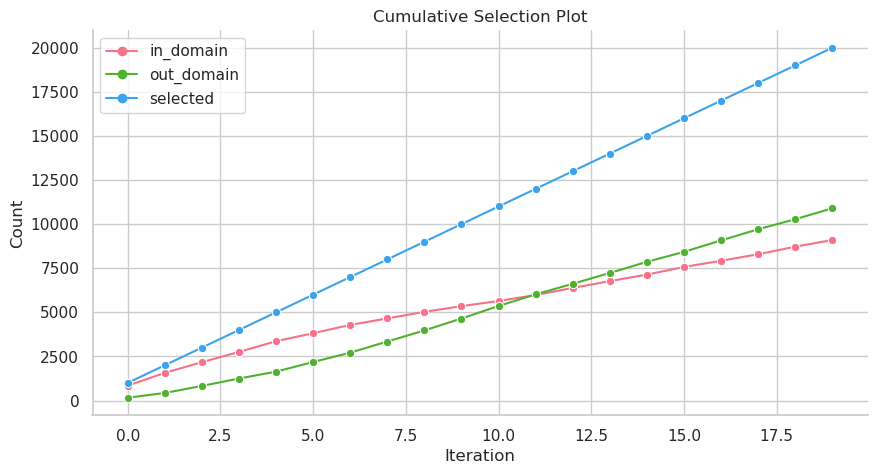 Cumulative Selection Plot
in_domain
out_domain
selected
20000
17500
15000
12500
10000
7500
5000
2500
0
Count
0.0 2.5 5.0 7.5 10.0 12.5 15.0 17.5
Iteration